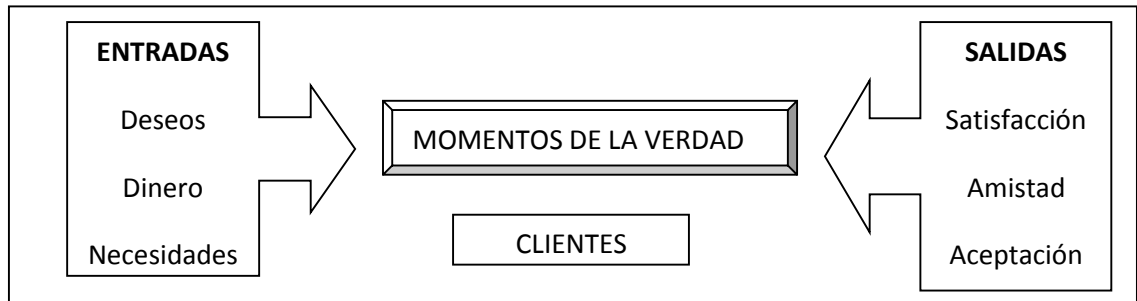 ENTRADAS
Deseos
Dinero
Necesidades
MOMENTOS DE LA VERDAD
CLIENTES
SALIDAS
Satisfacción
Amistad
Aceptación